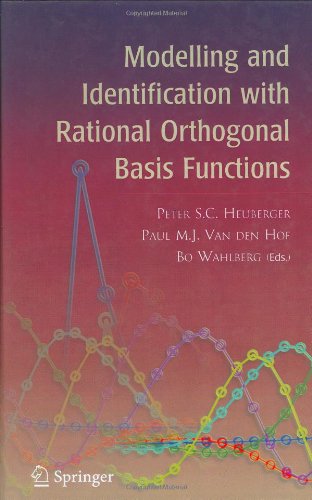 Modelling and
Identification with
Rational Orthogonal
Basis Functions
Peter S.C. Heuberger
Paul M.J. Van den Hof
Bo Wahlberg (Eds.)
Springer